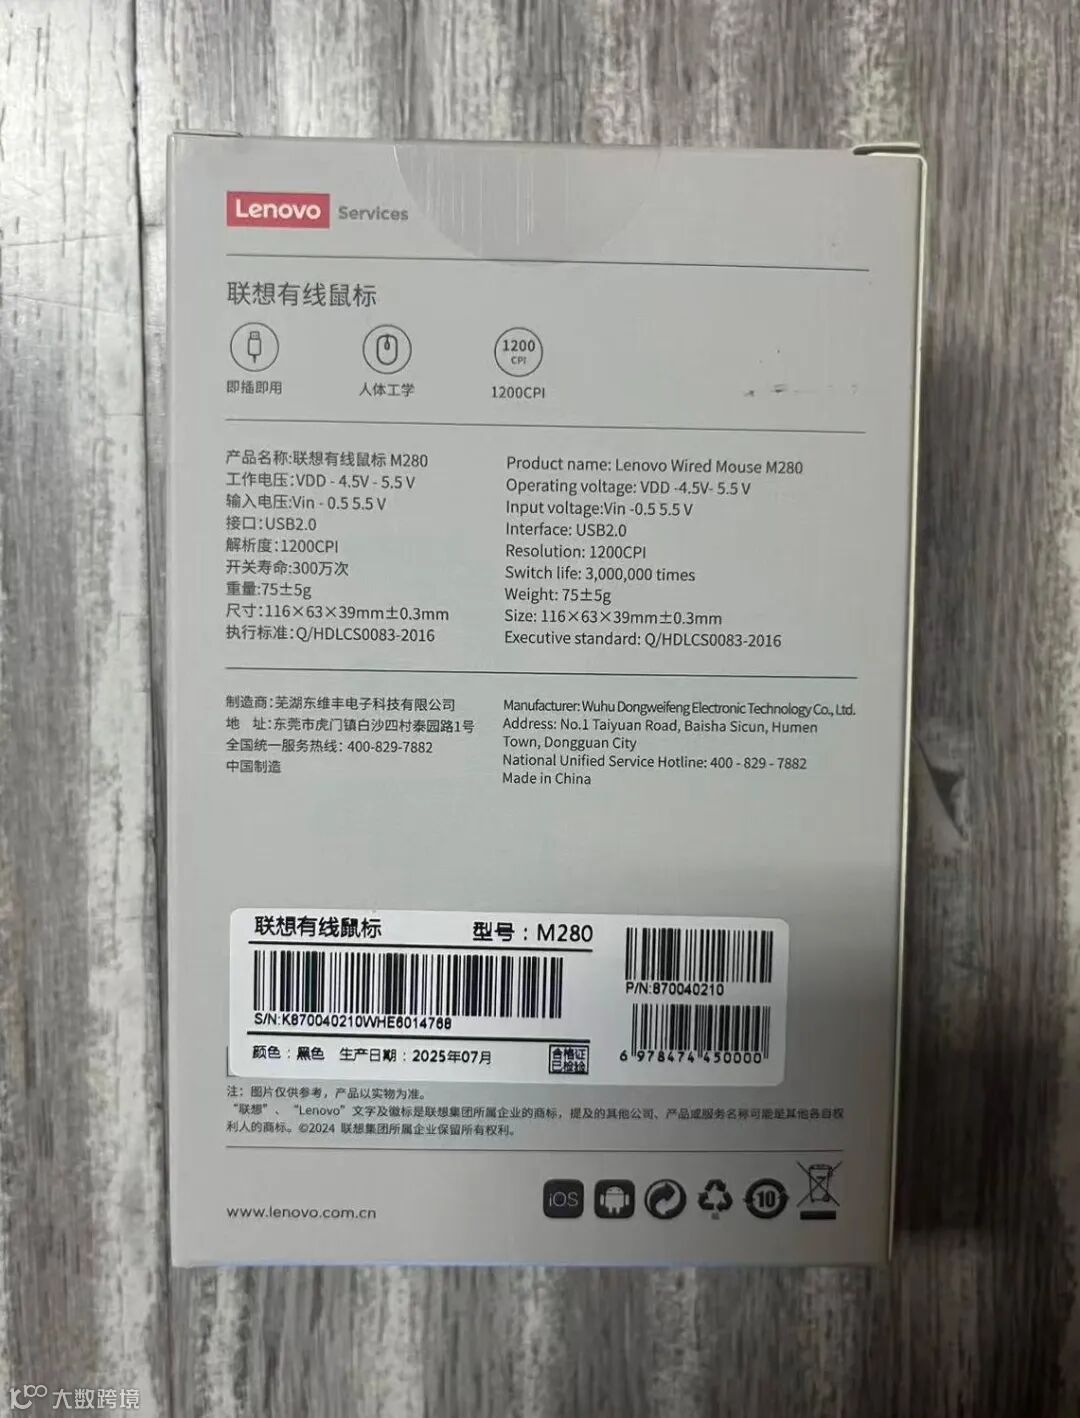 Lenovo Services
联想有线鼠标
1200
CPI
即插即用
人体工学
1200CPI
产品名称:联想有线鼠标 M280
工作电压:VDD - 4.5V - 5.5 V
输入电压:Vin - 0.5 5.5 V
接口:USB2.0
解析度:1200CPI
开关寿命:300万次
重量:75±5g
尺寸:116×63×39mm±0.3mm
执行标准:Q/HDLCS0083-2016
Product name: Lenovo Wired Mouse M280
Operating voltage: VDD -4.5V- 5.5 V
Input voltage:Vin -0.5 5.5 V
Interface: USB2.0
Resolution: 1200CPI
Switch life: 3,000,000 times
Weight: 75±5g
Size: 116×63×39mm±0.3mm
Executive standard: Q/HDLCS0083-2016
制造商:芜湖东维丰电子科技有限公司
地 址:东莞市虎门镇白沙四村泰园路1号
全国统一服务热线: 400-829-7882
中国制造
Manufacturer: Wuhu Dongweifeng Electronic Technology Co., Ltd.
Address: No.1 Taiyuan Road, Baisha Sicun, Humen
Town, Dongguan City
National Unified Service Hotline: 400 - 829 - 7882
Made in China
联想有线鼠标 型号:M280
S/N:K870040210WHE6014768
颜色:黑色 生产日期:2025年07月
合格证
已检验
P/N:870040210
6 978474 450000
注: 图片仅供参考,产品以实物为准。
“联想”、“Lenovo”文字及徽标是联想集团所属企业的商标,提及的其他公司、产品或服务名称可能是其他各自权
利人的商标。©2024 联想集团所属企业保留所有权利。
www.lenovo.com.cn
iOS
10
大数跨境